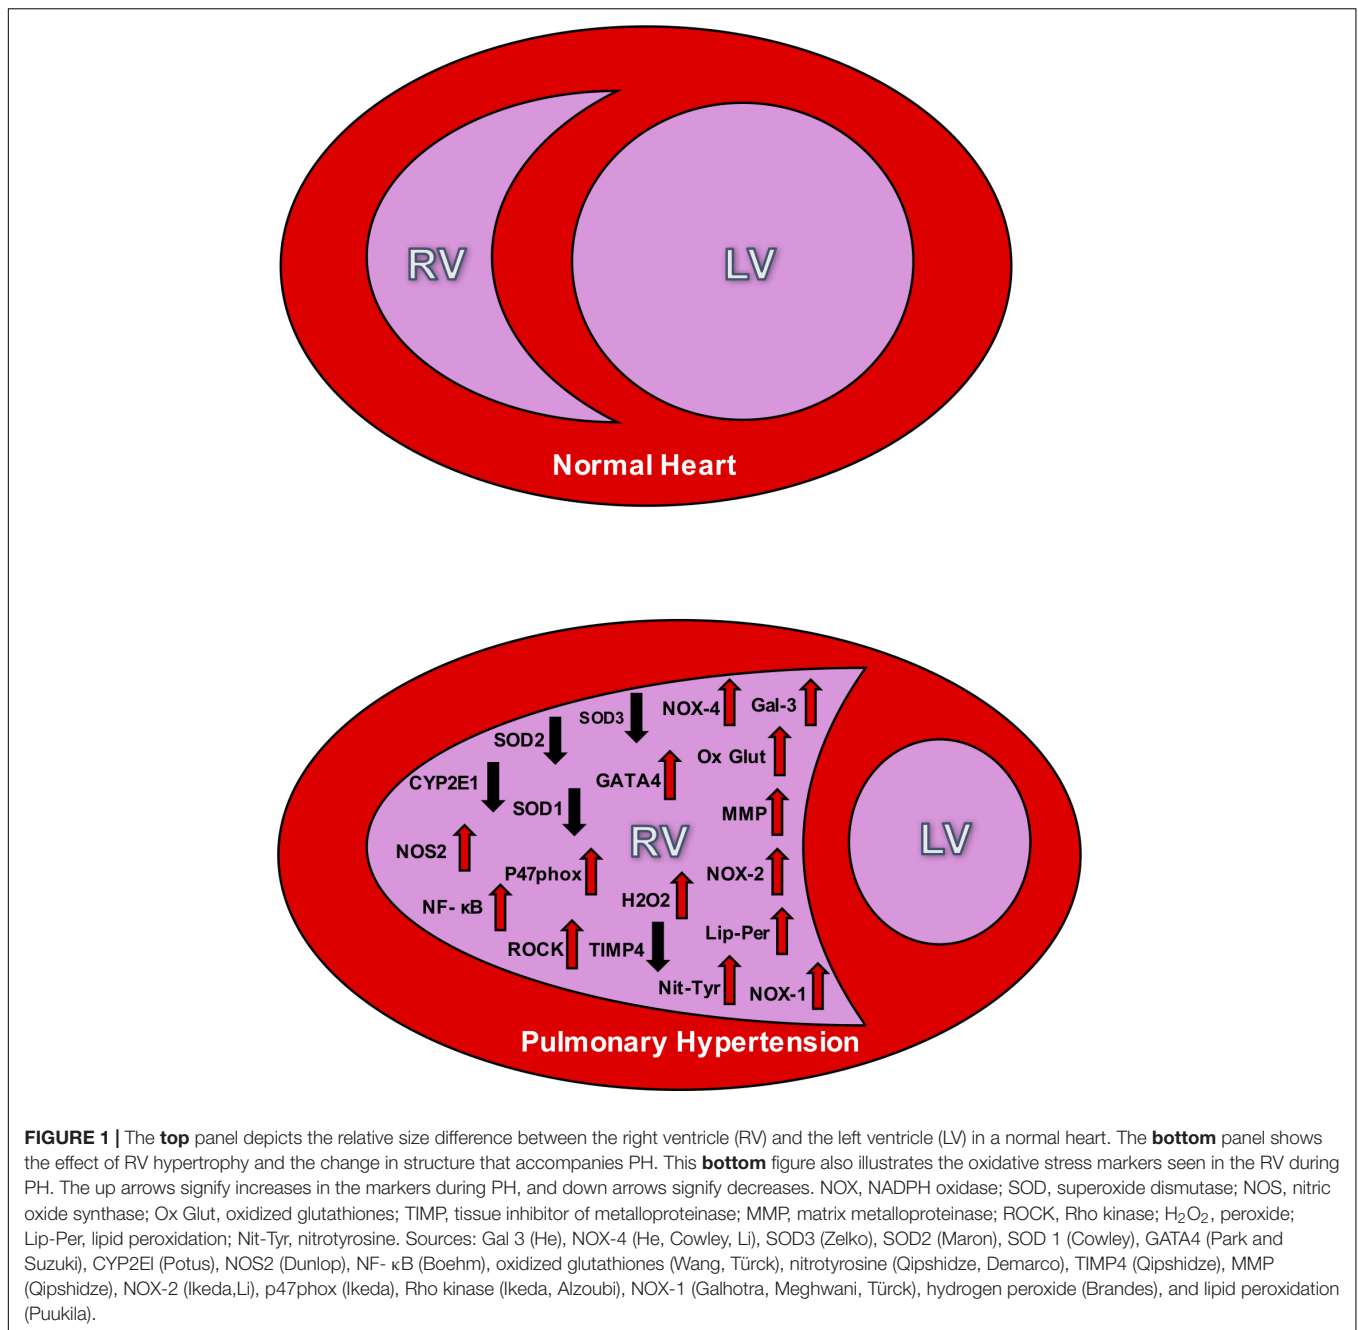 RV
LV
Normal Heart
SOD3
NOX-4
Gal-3
SOD2
Ox Glut
CYP2E1
GATA4
SOD1
MMP
NOS2
RV
LV
P47phox
NOX-2
NF- κB
H2O2
ROCK
TIMP4
Lip-Per
Nit-Tyr
NOX-1
Pulmonary Hypertension
FIGURE 1 | The top panel depicts the relative size difference between the right ventricle (RV) and the left ventricle (LV) in a normal heart. The bottom panel shows
the effect of RV hypertrophy and the change in structure that accompanies PH. This bottom figure also illustrates the oxidative stress markers seen in the RV during
PH. The up arrows signify increases in the markers during PH, and down arrows signify decreases. NOX, NADPH oxidase; SOD, superoxide dismutase; NOS, nitric
oxide synthase; Ox Glut, oxidized glutathiones; TIMP, tissue inhibitor of metalloproteinase; MMP, matrix metalloproteinase; ROCK, Rho kinase; H₂O₂, peroxide;
Lip-Per, lipid peroxidation; Nit-Tyr, nitrotyrosine. Sources: Gal 3 (He), NOX-4 (He, Cowley, Li), SOD3 (Zelko), SOD2 (Maron), SOD 1 (Cowley), GATA4 (Park and
Suzuki), CYP2EI (Potus), NOS2 (Dunlop), NF- κB (Boehm), oxidized glutathiones (Wang, Türck), nitrotyrosine (Qipshidze, Demarco), TIMP4 (Qipshidze), MMP
(Qipshidze), NOX-2 (Ikeda,Li), p47phox (Ikeda), Rho kinase (Ikeda, Alzoubi), NOX-1 (Galhotra, Meghwani, Türck), hydrogen peroxide (Brandes), and lipid peroxidation
(Puukila).